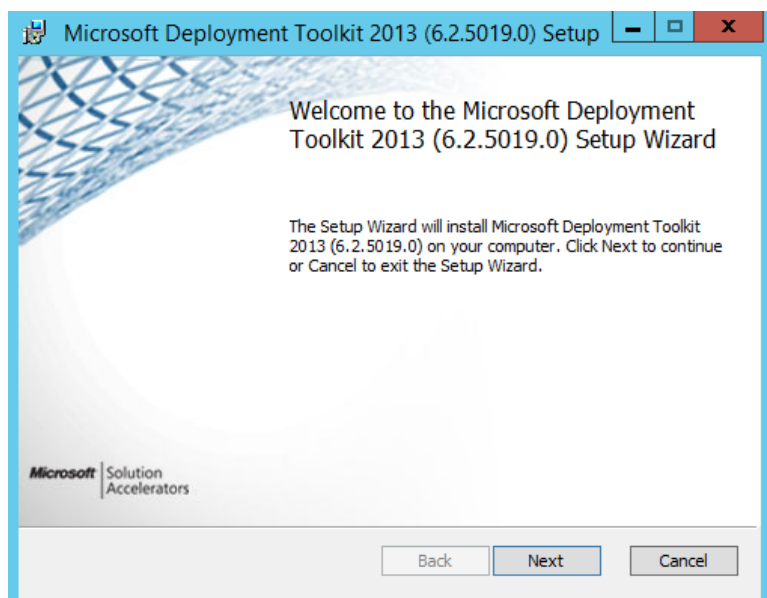 Microsoft Deployment Toolkit 2013 (6.2.5019.0) Setup
Welcome to the Microsoft Deployment
Toolkit 2013 (6.2.5019.0) Setup Wizard
The Setup Wizard will install Microsoft Deployment Toolkit
2013 (6.2.5019.0) on your computer. Click Next to continue
or Cancel to exit the Setup Wizard.
Microsoft Solution
Accelerators
Back Next Cancel